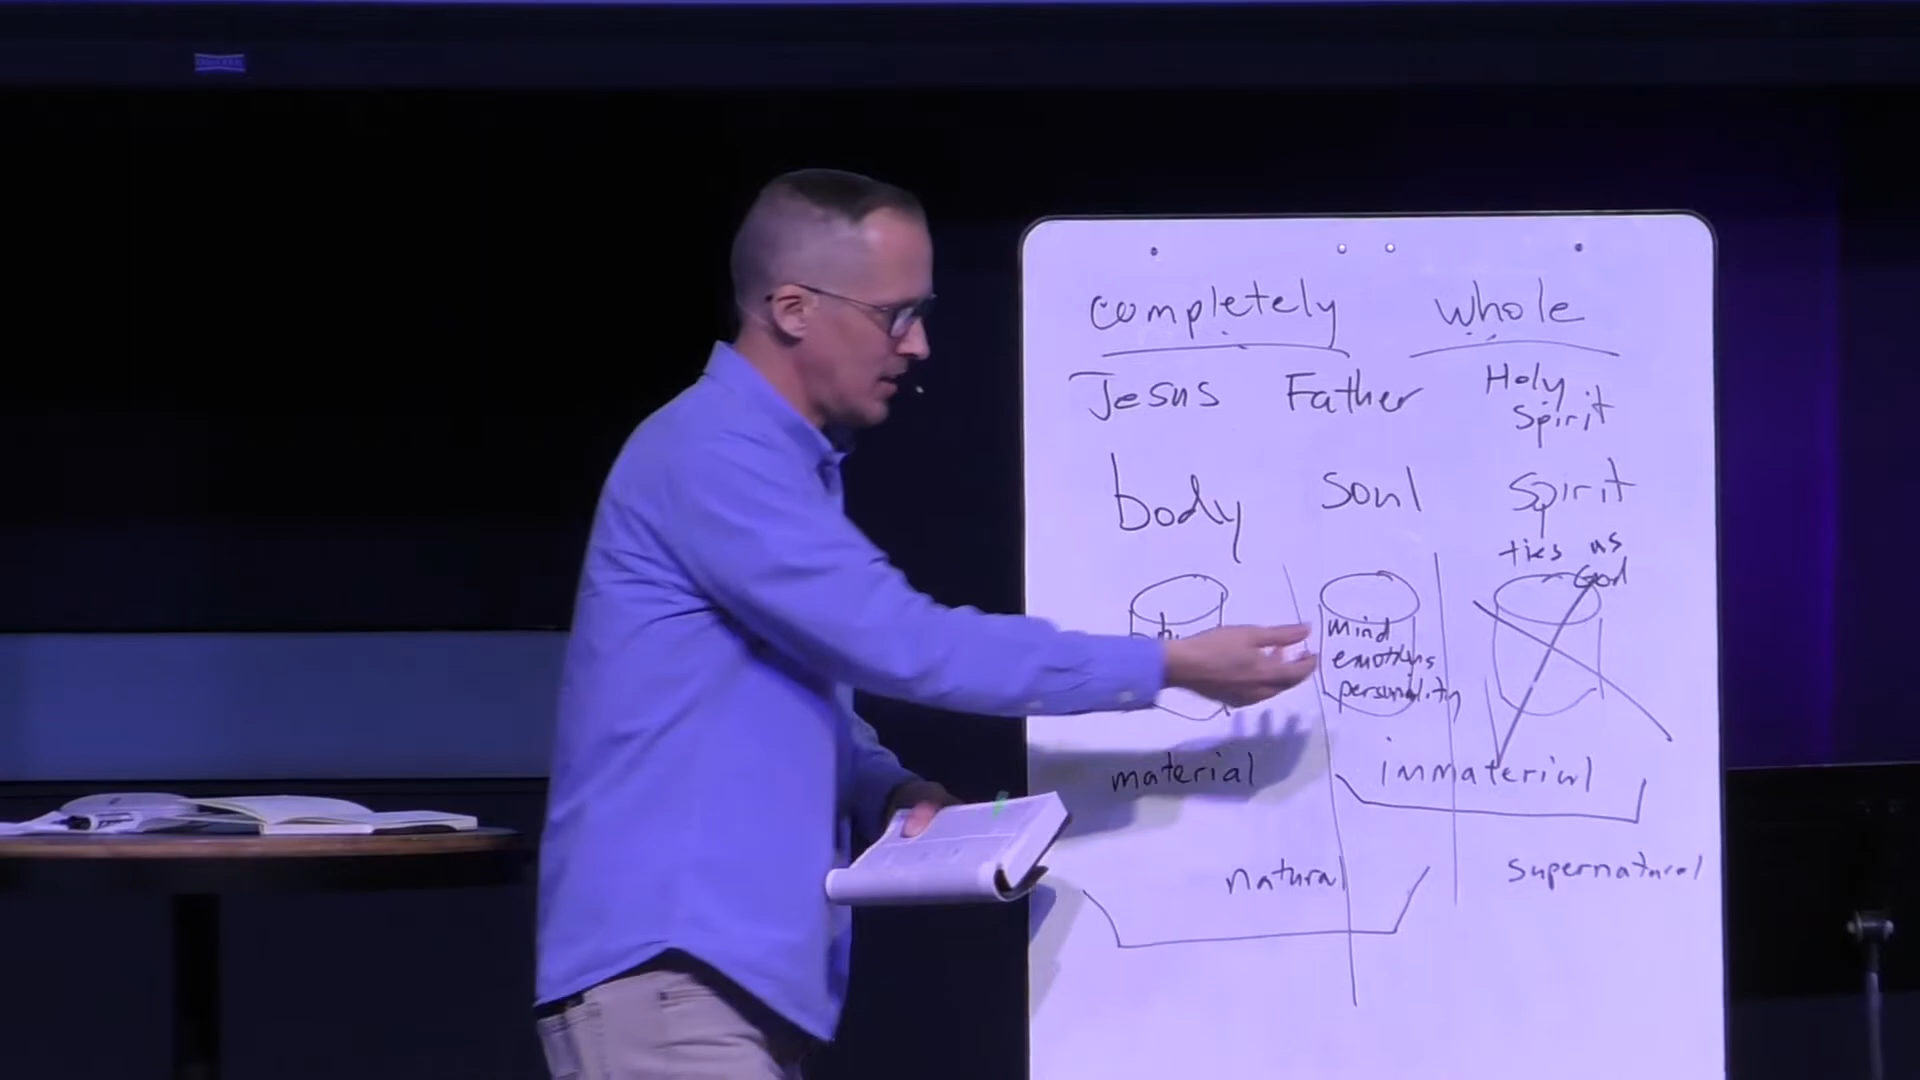 completely whole
Jesus Father Holy
Spirit
body soul spirit
ties us
God
mind
emotions
personality
material immaterial
natural supernatural